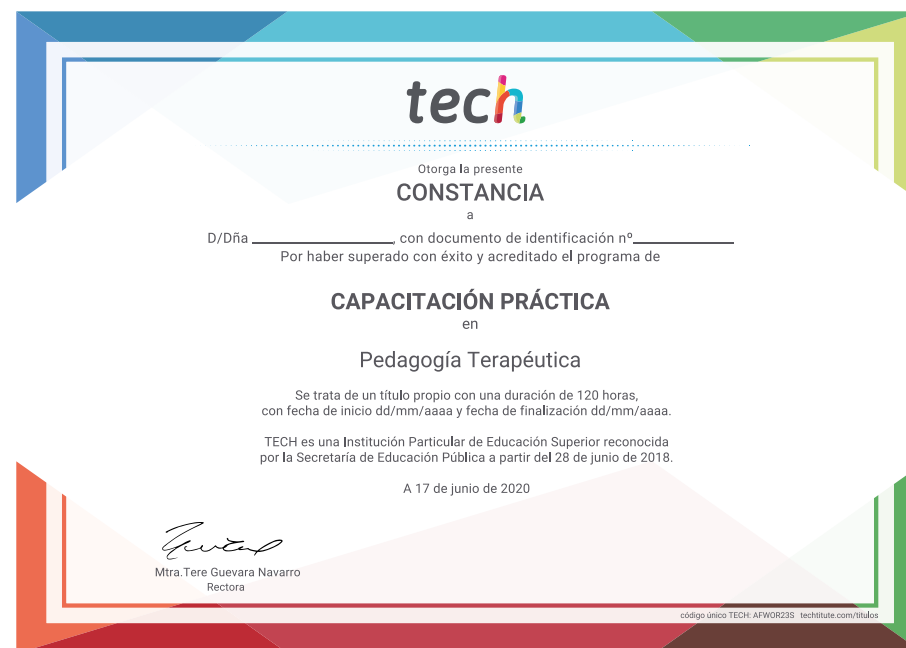 tech
Otorga la presente
CONSTANCIA
a
D/Dña ____________________, con documento de identificación nº______________
Por haber superado con éxito y acreditado el programa de
CAPACITACIÓN PRÁCTICA
en
Pedagogía Terapéutica
Se trata de un título propio con una duración de 120 horas,
con fecha de inicio dd/mm/aaaa y fecha de finalización dd/mm/aaaa.
TECH es una Institución Particular de Educación Superior reconocida
por la Secretaría de Educación Pública a partir del 28 de junio de 2018.
A 17 de junio de 2020
Mtra.Tere Guevara Navarro
Rectora
código único TECH: AFWOR23S techtitute.com/titulos